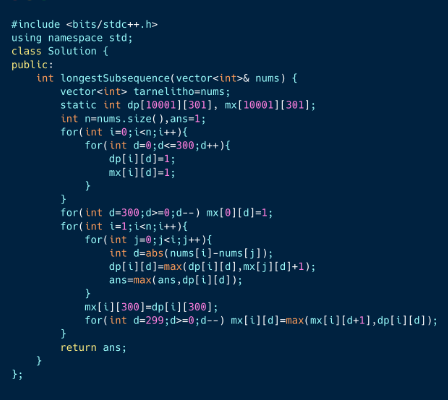 #include <bits/stdc++.h>
using namespace std;
class Solution {
public:
    int longestSubsequence(vector<int>& nums) {
        vector<int> tarnelitho=nums;
        static int dp[10001][301], mx[10001][301];
        int n=nums.size(),ans=1;
        for(int i=0;i<n;i++){
            for(int d=0;d<=300;d++){
                dp[i][d]=1;
                mx[i][d]=1;
            }
        }
        for(int d=300;d>=0;d--) mx[0][d]=1;
        for(int i=1;i<n;i++){
            for(int j=0;j<i;j++){
                int d=abs(nums[i]-nums[j]);
                dp[i][d]=max(dp[i][d],mx[j][d]+1);
                ans=max(ans,dp[i][d]);
            }
            mx[i][300]=dp[i][300];
            for(int d=299;d>=0;d--) mx[i][d]=max(mx[i][d+1],dp[i][d]);
        }
        return ans;
    }
};